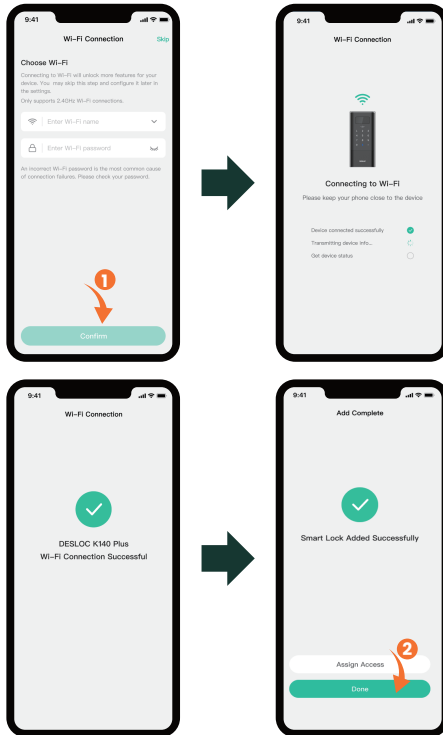 9:41
Wi-Fi Connection
Skip
Choose Wi-Fi
Connecting to Wi-Fi will unlock more features for your
device. You may skip this step and configure it later in
the settings.
Only supports 2.4GHz Wi-Fi connections.
Enter Wi-Fi name
Enter Wi-Fi password
An incorrect Wi-Fi password is the most common cause
of connection failures. Please check your password.
1
Confirm
9:41
Wi-Fi Connection
Connecting to Wi-Fi
Please keep your phone close to the device
Device connected successfully
Transmitting device info...
Get device status
9:41
Wi-Fi Connection
DESLOC K140 Plus
Wi-Fi Connection Successful
9:41
Add Complete
Smart Lock Added Successfully
2
Assign Access
Done